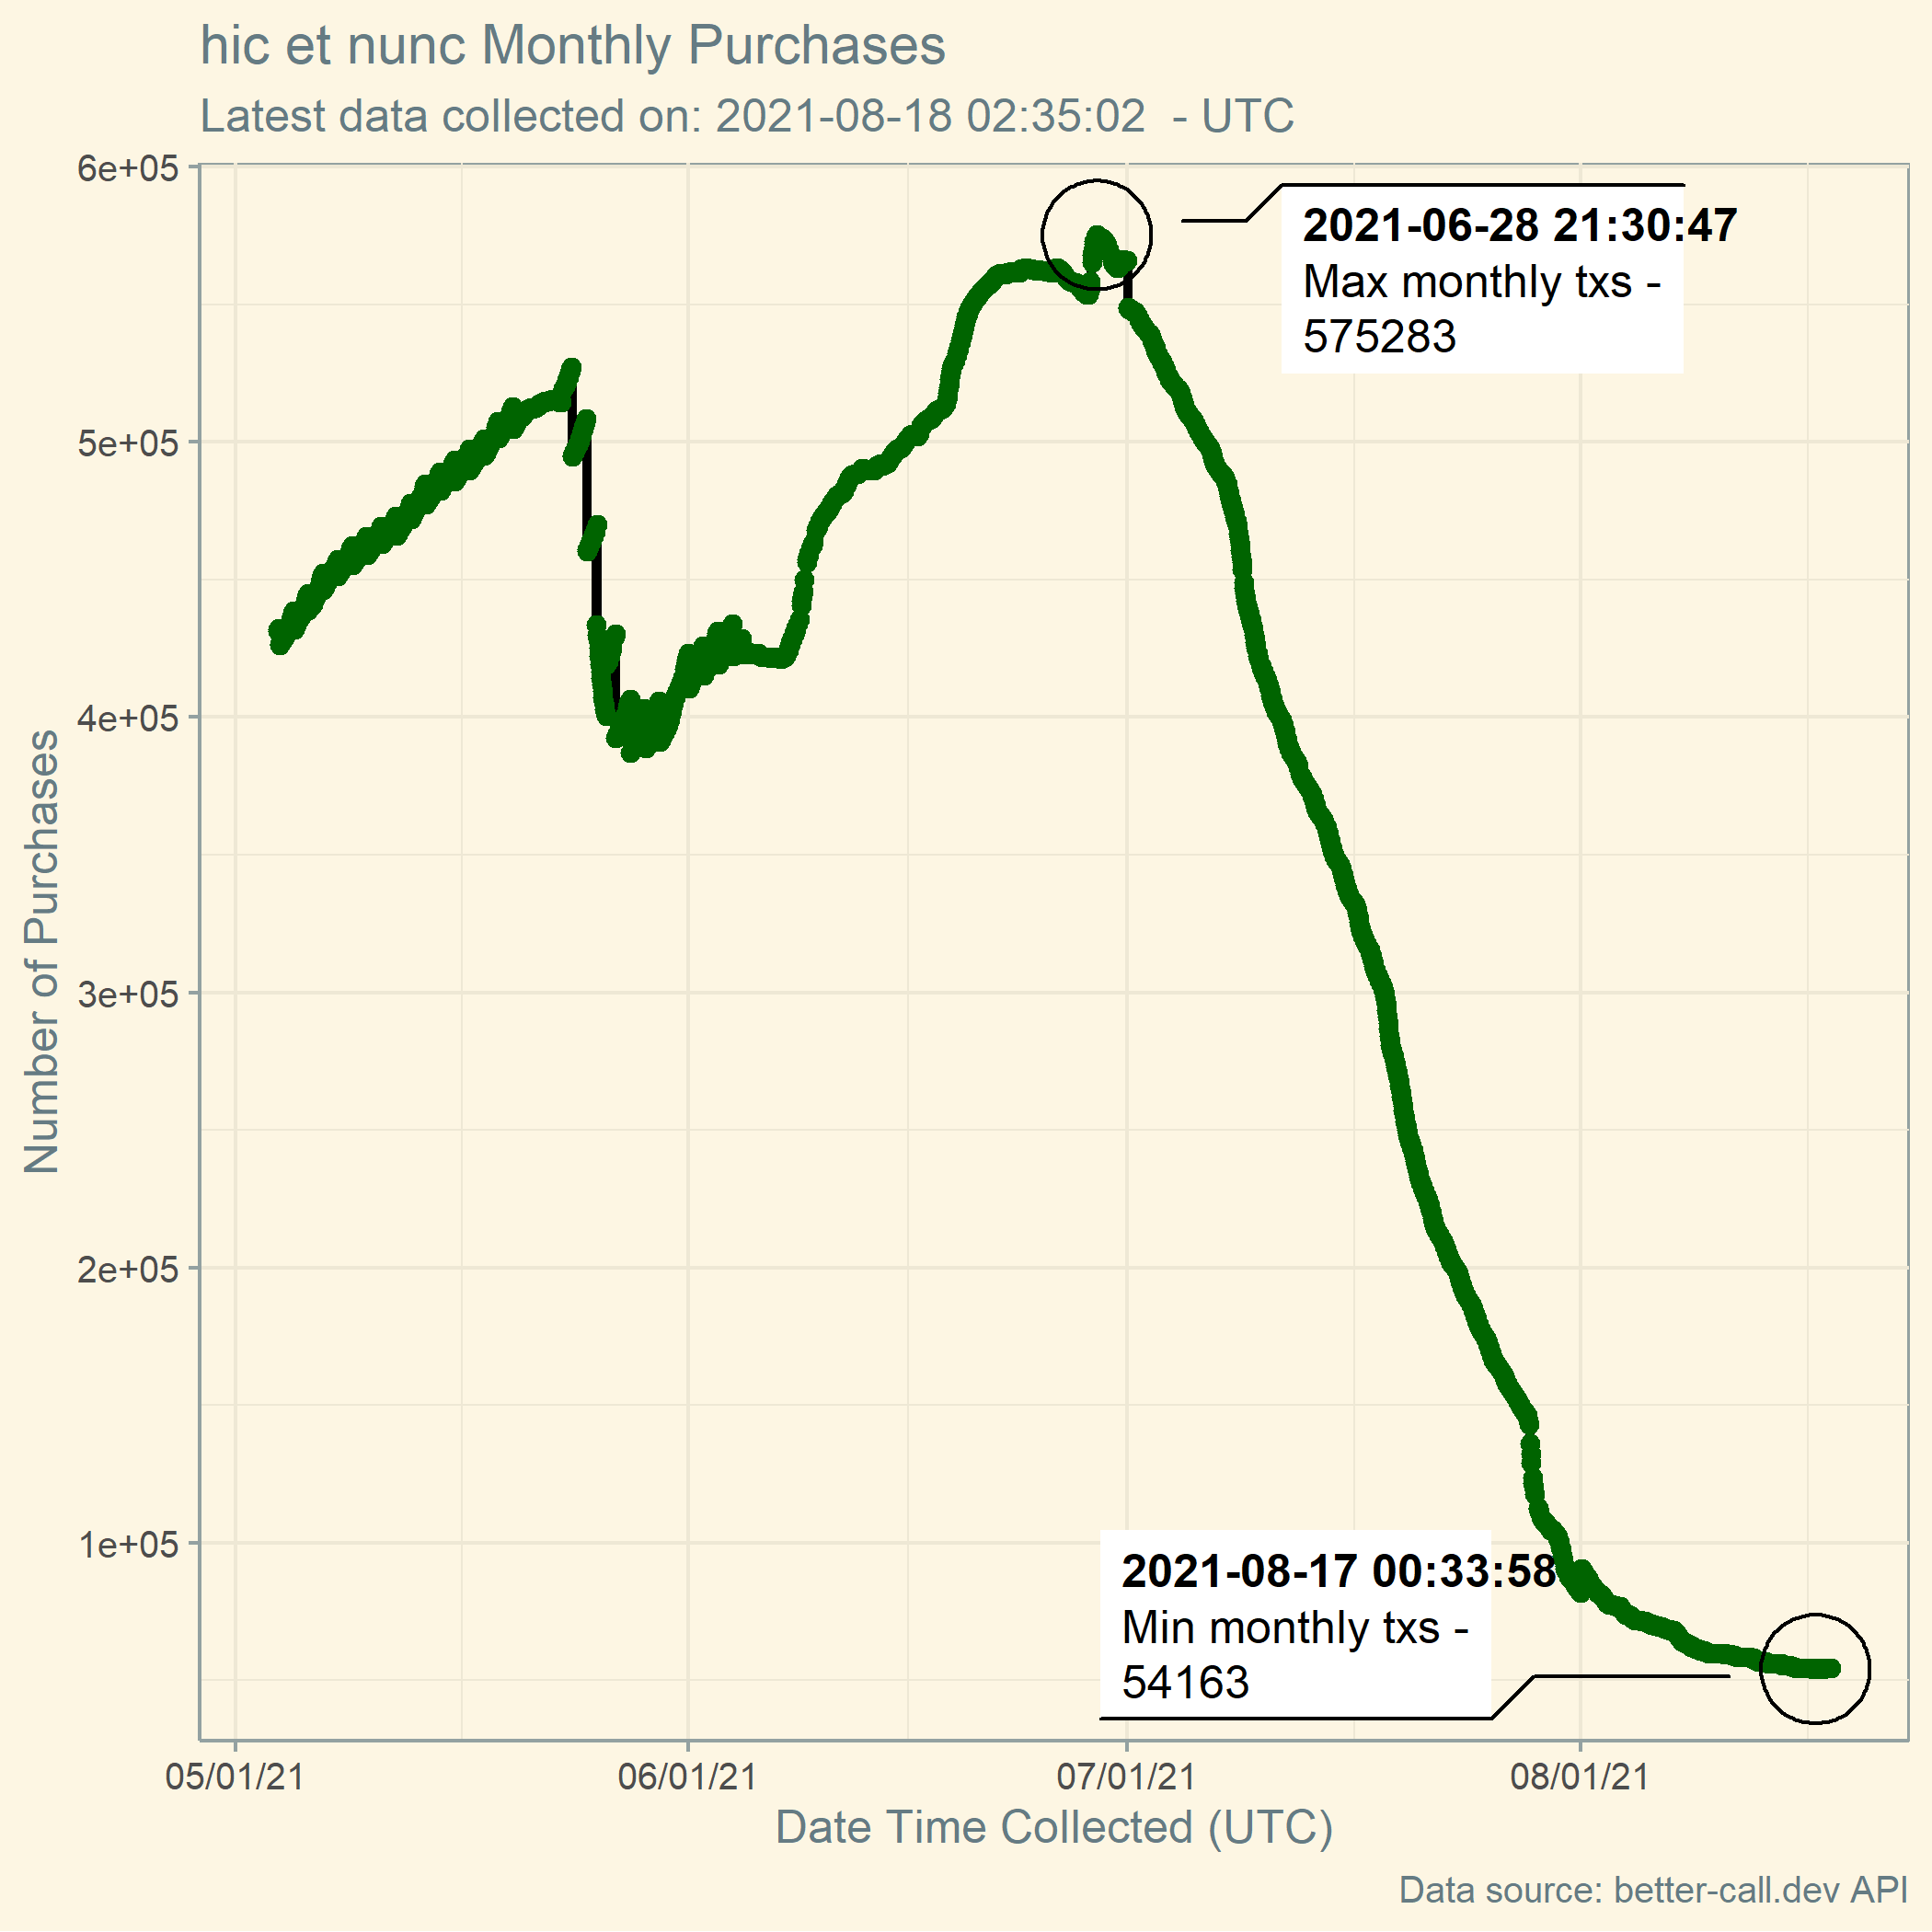 hic et nunc Monthly Purchases
Latest data collected on: 2021-08-18 02:35:02  - UTC
6e+05
5e+05
4e+05
3e+05
2e+05
1e+05
Number of Purchases
2021-06-28 21:30:47
Max monthly txs -
575283
2021-08-17 00:33:58
Min monthly txs -
54163
05/01/21
06/01/21
07/01/21
08/01/21
Date Time Collected (UTC)
Data source: better-call.dev API